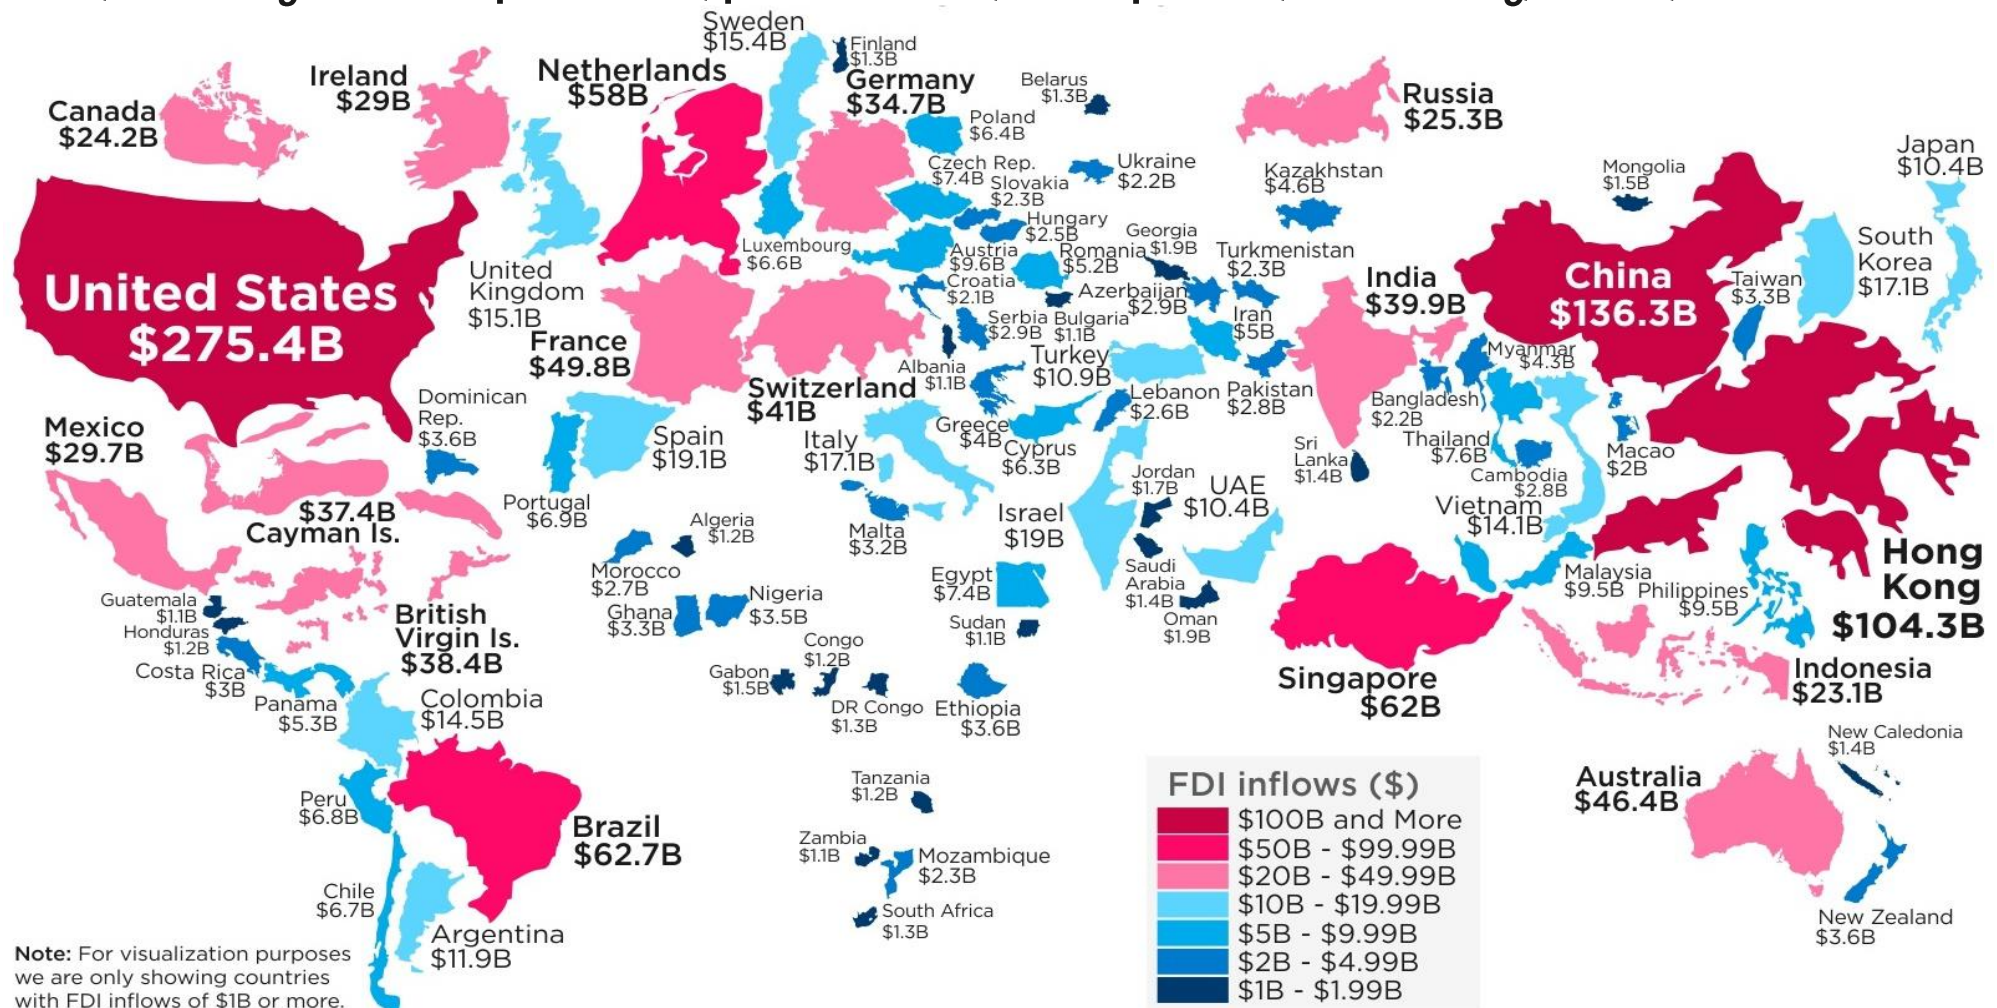 Sweden
$15.4B
Finland
$1.3B
Netherlands
$58B
Germany
$34.7B
Ireland
$29B
Canada
$24.2B
Belarus
$1.3B
Russia
$25.3B
Poland
$6.4B
Czech Rep.
$7.4B
Slovakia
$2.3B
Ukraine
$2.2B
Kazakhstan
$4.6B
Mongolia
$1.5B
Japan
$10.4B
Hungary
$2.5B
Luxembourg
$6.6B
Austria
$9.6B
Romania
$5.2B
Georgia
$1.9B
Turkmenistan
$2.3B
South
Korea
$17.1B
United States
$275.4B
United
Kingdom
$15.1B
Croatia
$2.1B
Azerbaijan
$2.9B
India
$39.9B
China
$136.3B
Taiwan
$3.3B
France
$49.8B
Serbia
$2.9B
Bulgaria
$1.1B
Iran
$5B
Switzerland
$41B
Albania
$1.1B
Turkey
$10.9B
Myanmar
$4.3B
Dominican
Rep.
$3.6B
Lebanon
$2.6B
Pakistan
$2.8B
Bangladesh
$2.2B
Mexico
$29.7B
Spain
$19.1B
Italy
$17.1B
Greece
$4B
Cyprus
$6.3B
Sri
Lanka
$1.4B
Thailand
$7.6B
Cambodia
$2.8B
Macao
$2B
$37.4B
Cayman Is.
Portugal
$6.9B
Malta
$3.2B
Israel
$19B
Jordan
$1.7B
UAE
$10.4B
Vietnam
$14.1B
Algeria
$1.2B
Morocco
$2.7B
Egypt
$7.4B
Saudi
Arabia
$1.4B
Malaysia
$9.5B
Philippines
$9.5B
Hong
Kong
$104.3B
Guatemala
$1.1B
Honduras
$1.2B
Costa Rica
$3B
British
Virgin Is.
$38.4B
Ghana
$3.3B
Nigeria
$3.5B
Sudan
$1.1B
Oman
$1.9B
Congo
$1.2B
Gabon
$1.5B
DR Congo
$1.3B
Ethiopia
$3.6B
Singapore
$62B
Indonesia
$23.1B
Panama
$5.3B
Colombia
$14.5B
New Caledonia
$1.4B
Peru
$6.8B
Brazil
$62.7B
Tanzania
$1.2B
Australia
$46.4B
Zambia
$1.1B
Mozambique
$2.3B
Chile
$6.7B
South Africa
$1.3B
Argentina
$11.9B
New Zealand
$3.6B
FDI inflows ($)
$100B and More
$50B - $99.99B
$20B - $49.99B
$10B - $19.99B
$5B - $9.99B
$2B - $4.99B
$1B - $1.99B
Note: For visualization purposes
we are only showing countries
with FDI inflows of $1B or more.